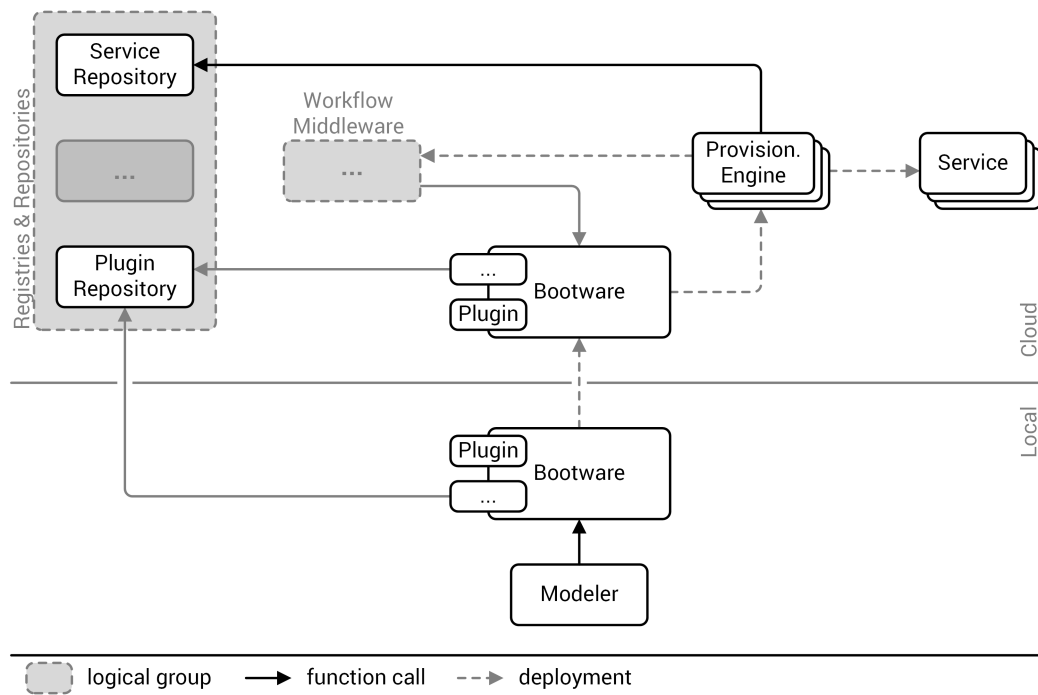 Service
Repository
...
Plugin
Repository
Registries & Repositories
Workflow
Middleware
...
Provision.
Engine
Service
...
Bootware
Plugin
Cloud
Local
Plugin
Bootware
...
Modeler
logical group
function call
deployment